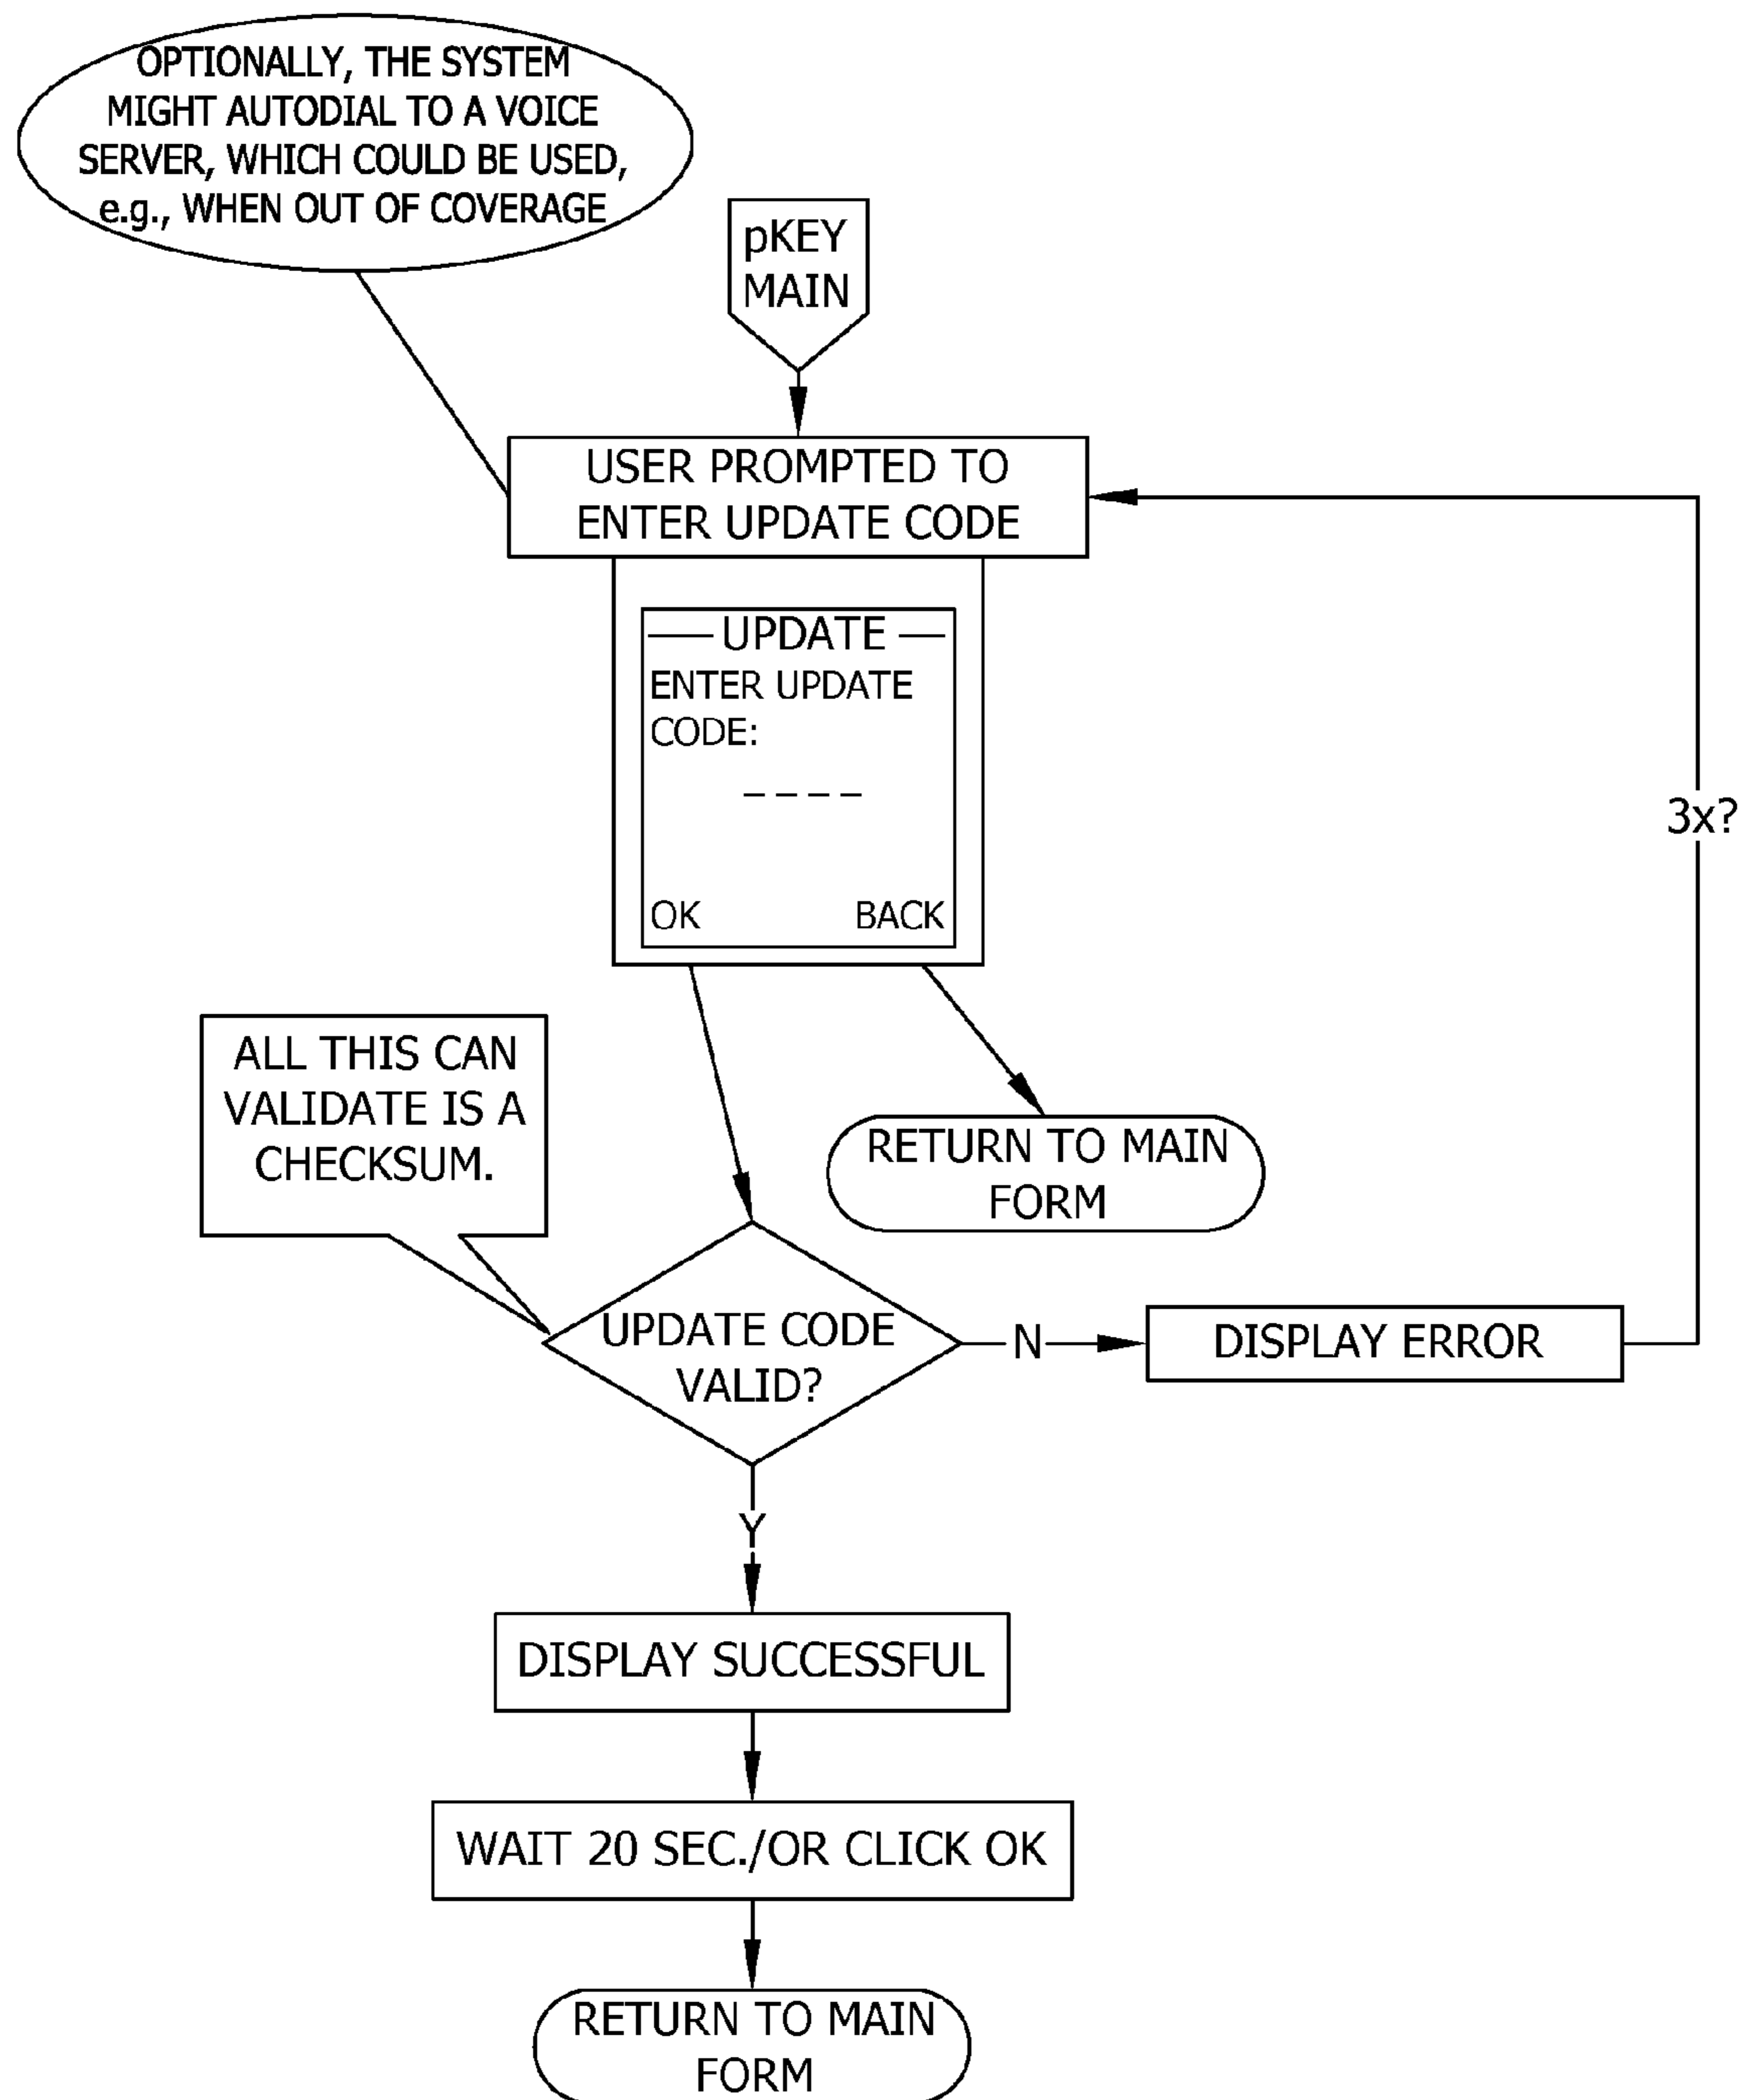 OPTIONALLY, THE SYSTEM
MIGHT AUTODIAL TO A VOICE
SERVER, WHICH COULD BE USED,
e.g., WHEN OUT OF COVERAGE
pKEY
MAIN
USER PROMPTED TO
ENTER UPDATE CODE
UPDATE
ENTER UPDATE
CODE:
_ _ _ _
OK BACK
3x?
ALL THIS CAN
VALIDATE IS A
CHECKSUM.
RETURN TO MAIN
FORM
UPDATE CODE
VALID?
N
DISPLAY ERROR
Y
DISPLAY SUCCESSFUL
WAIT 20 SEC./OR CLICK OK
RETURN TO MAIN
FORM